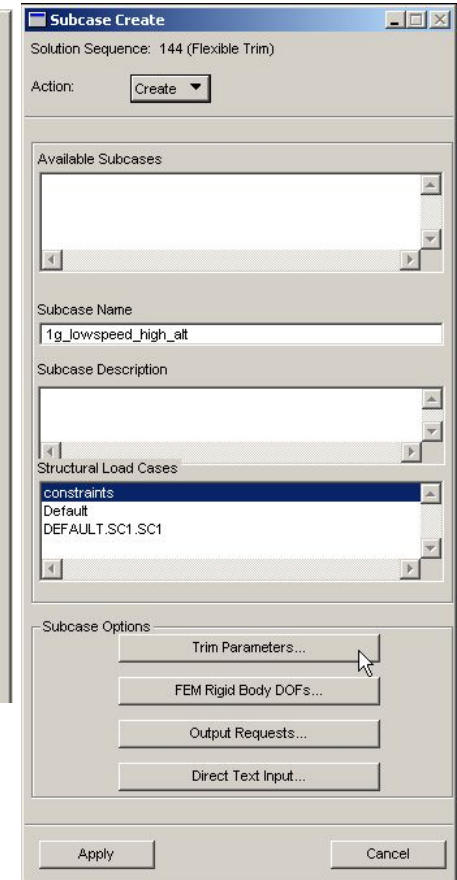 Subcase Create
Solution Sequence: 144 (Flexible Trim)
Action: Create
Available Subcases
Subcase Name
1g_lowspeed_high_alt
Subcase Description
Structural Load Cases
constraints
Default
DEFAULT.SC1.SC1
Subcase Options
Trim Parameters...
FEM Rigid Body DOFs...
Output Requests...
Direct Text Input...
Apply Cancel